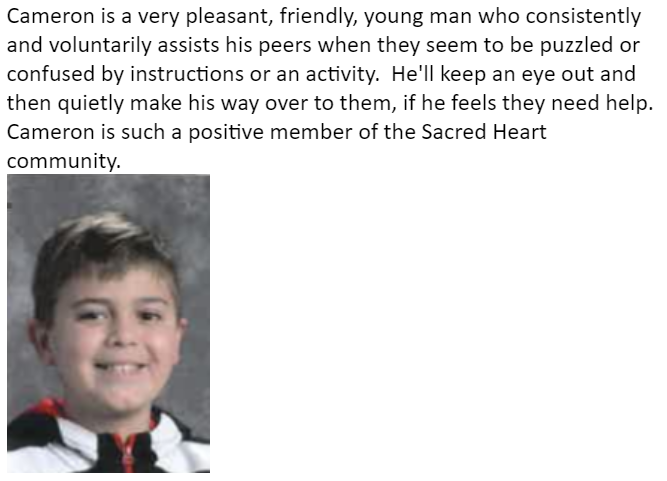 Cameron is a very pleasant, friendly, young man who consistently
and voluntarily assists his peers when they seem to be puzzled or
confused by instructions or an activity.  He'll keep an eye out and
then quietly make his way over to them, if he feels they need help.
Cameron is such a positive member of the Sacred Heart
community.